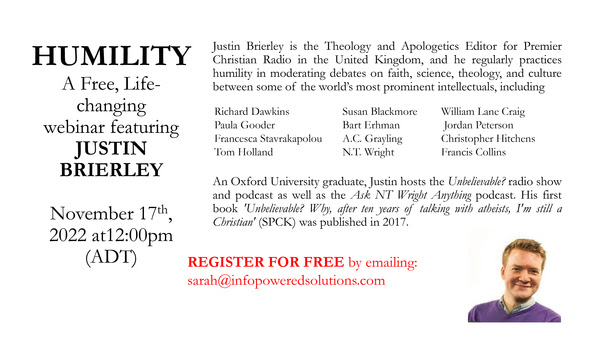 HUMILITY
A Free, Life-
changing
webinar featuring
JUSTIN
BRIERLEY
November 17th,
2022 at12:00pm
(ADT)
Justin Brierley is the Theology and Apologetics Editor for Premier
Christian Radio in the United Kingdom, and he regularly practices
humility in moderating debates on faith, science, theology, and culture
between some of the world's most prominent intellectuals, including
Richard Dawkins Susan Blackmore William Lane Craig
Paula Gooder Bart Erhman Jordan Peterson
Francesca Stavrakapolou A.C. Grayling Christopher Hitchens
Tom Holland N.T. Wright Francis Collins
An Oxford University graduate, Justin hosts the Unbelievable? radio show
and podcast as well as the Ask NT Wright Anything podcast. His first
book 'Unbelievable? Why, after ten years of talking with atheists, I'm still a
Christian' (SPCK) was published in 2017.
REGISTER FOR FREE by emailing:
sarah@infopoweredsolutions.com